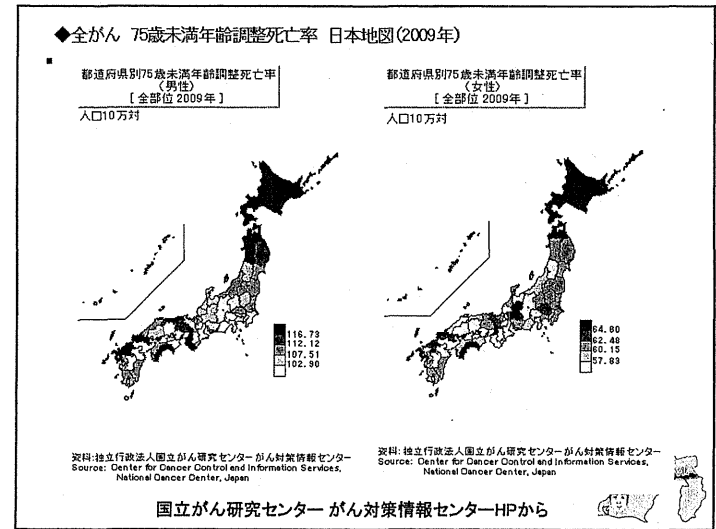 ◆全がん 75歳未満年齢調整死亡率 日本地図(2009年)
都道府県別75歳未満年齢調整死亡率
(男性)
[ 全部位 2009年 ]
人口10万対
116.73
112.12
107.51
102.90
資料:独立行政法人国立がん研究センターがん対策情報センター
Source: Center for Cancer Control and Information Services,
National Cancer Center, Japan
都道府県別75歳未満年齢調整死亡率
(女性)
[ 全部位 2009年 ]
人口10万対
64.80
62.48
60.15
57.83
資料:独立行政法人国立がん研究センターがん対策情報センター
Source: Center for Cancer Control and Information Services,
National Cancer Center, Japan
国立がん研究センター がん対策情報センターHPから